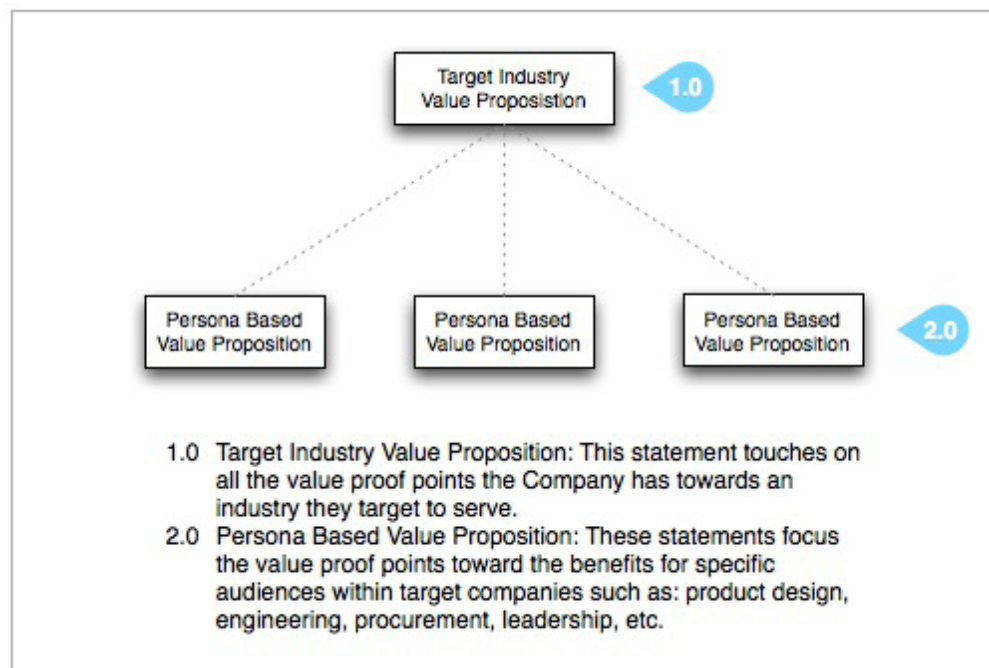 Target Industry
Value Proposistion
1.0
Persona Based
Value Proposition
Persona Based
Value Proposition
Persona Based
Value Proposition
2.0
1.0 Target Industry Value Proposition: This statement touches on
all the value proof points the Company has towards an
industry they target to serve.
2.0 Persona Based Value Proposition: These statements focus
the value proof points toward the benefits for specific
audiences within target companies such as: product design,
engineering, procurement, leadership, etc.